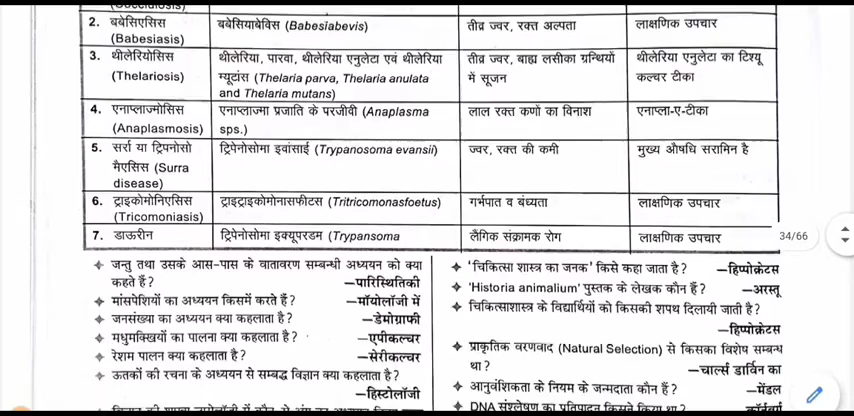 (Coccidiosis)
2. बबेसिएसिस बबेसियाबेविस (Babesiabevis) तीव्र ज्वर, रक्त अल्पता लाक्षणिक उपचार
(Babesiasis)
3. थीलेरियोसिस थीलेरिया, पारवा, थीलेरिया एनुलेटा एवं थीलेरिया तीव्र ज्वर, बाह्य लसीका ग्रन्थियों थीलेरिया एनुलेटा का टिश्यू
(Thelariosis) म्यूटांस (Thelaria parva, Thelaria anulata में सूजन कल्चर टीका
and Thelaria mutans)
4. एनाप्लाज्मोसिस एनाप्लाज्मा प्रजाति के परजीवी (Anaplasma लाल रक्त कणों का विनाश एनाप्ला-ए-टीका
(Anaplasmosis) sps.)
5. सर्रा या ट्रिपनोसो ट्रिपेनोसोमा इवांसाई (Trypanosoma evansii) ज्वर, रक्त की कमी मुख्य औषधि सरामिन है
मैएसिस (Surra
disease)
6. ट्राइकोमोनिएसिस ट्राइट्राइकोमोनासफीटस (Tritricomonasfoetus) गर्भपात व बंध्यता लाक्षणिक उपचार
(Tricomoniasis)
7. डाऊरीन ट्रिपेनोसोमा इक्यूपरडम (Trypansoma लैंगिक संक्रामक रोग लाक्षणिक उपचार
34/66
❖ जन्तु तथा उसके आस-पास के वातावरण सम्बन्धी अध्ययन को क्या
कहते हैं? —पारिस्थितिकी
❖ मांसपेशियों का अध्ययन किसमें करते हैं? —मॉयोलॉजी में
❖ जनसंख्या का अध्ययन क्या कहलाता है? —डेमोग्राफी
❖ मधुमक्खियों का पालना क्या कहलाता है? —एपीकल्चर
❖ रेशम पालन क्या कहलाता है? —सेरीकल्चर
❖ ऊतकों की रचना के अध्ययन से सम्बद्ध विज्ञान क्या कहलाता है?
—हिस्टोलॉजी
❖ 'चिकित्सा शास्त्र का जनक' किसे कहा जाता है? —हिप्पोक्रेटस
❖ 'Historia animalium' पुस्तक के लेखक कौन हैं? —अरस्तू
❖ चिकित्साशास्त्र के विद्यार्थियों को किसकी शपथ दिलायी जाती है?
—हिप्पोक्रेटस
❖ प्राकृतिक वरणवाद (Natural Selection) से किसका विशेष सम्बन्ध
था? —चार्ल्स डार्विन का
❖ आनुवंशिकता के नियम के जन्मदाता कौन हैं? —मेंडल
❖ DNA संश्लेषण का प्रतिपादन किसने किया था?